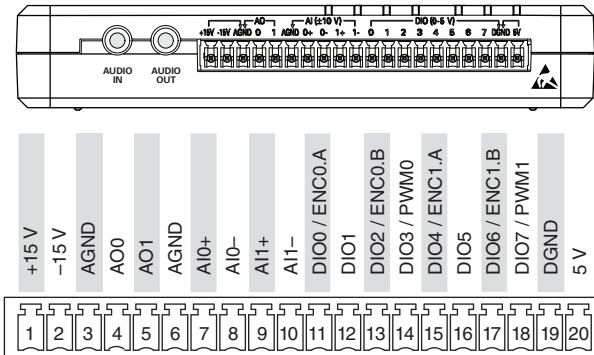 AO AI (±10 V) DIO (0-5 V)
+15V -15V AGND 0 1 AGND 0+ 0- 1+ 1- 0 1 2 3 4 5 6 7 DGND 5V
AUDIO IN
AUDIO OUT
+15 V
–15 V
AGND
AO0
AO1
AGND
AI0+
AI0–
AI1+
AI1–
DIO0 / ENC0.A
DIO1
DIO2 / ENC0.B
DIO3 / PWM0
DIO4 / ENC1.A
DIO5
DIO6 / ENC1.B
DIO7 / PWM1
DGND
5 V
1 2 3 4 5 6 7 8 9 10 11 12 13 14 15 16 17 18 19 20